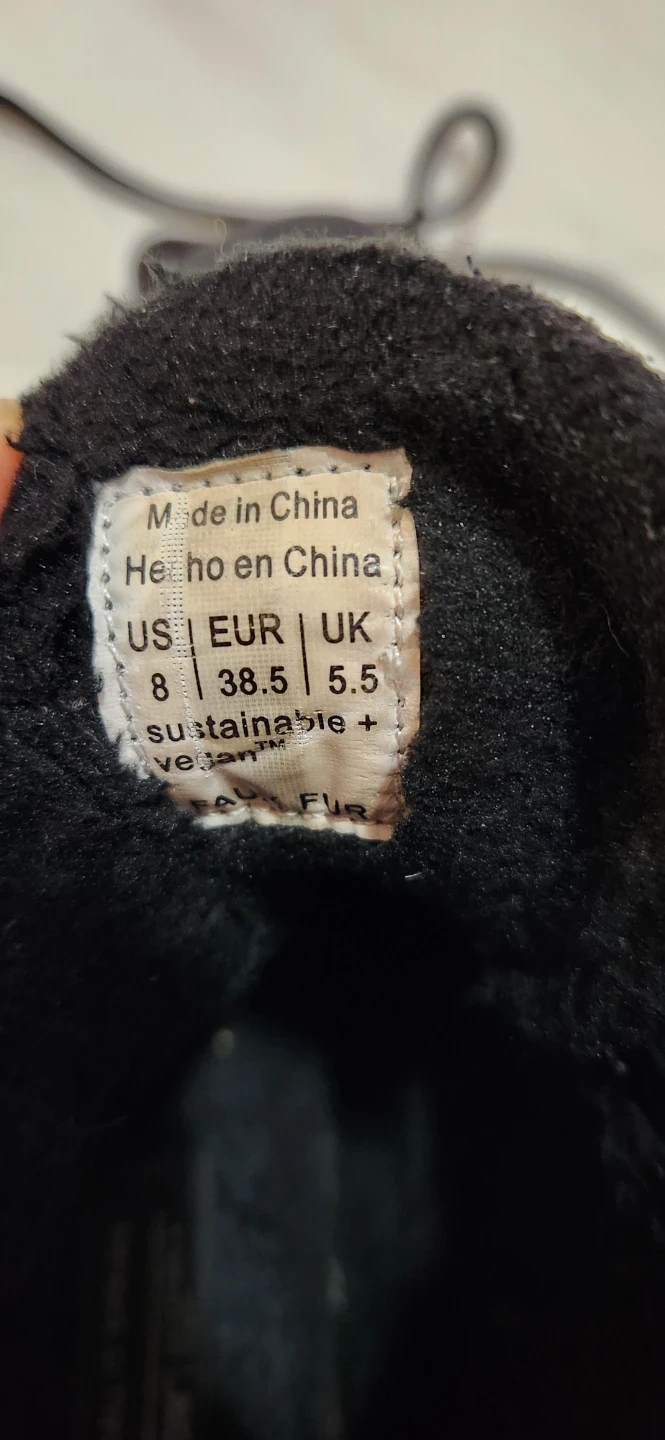 Made in China
Hecho en China
US | EUR | UK
8 | 38.5 | 5.5
sustainable +
vegan™
FAUX FUR